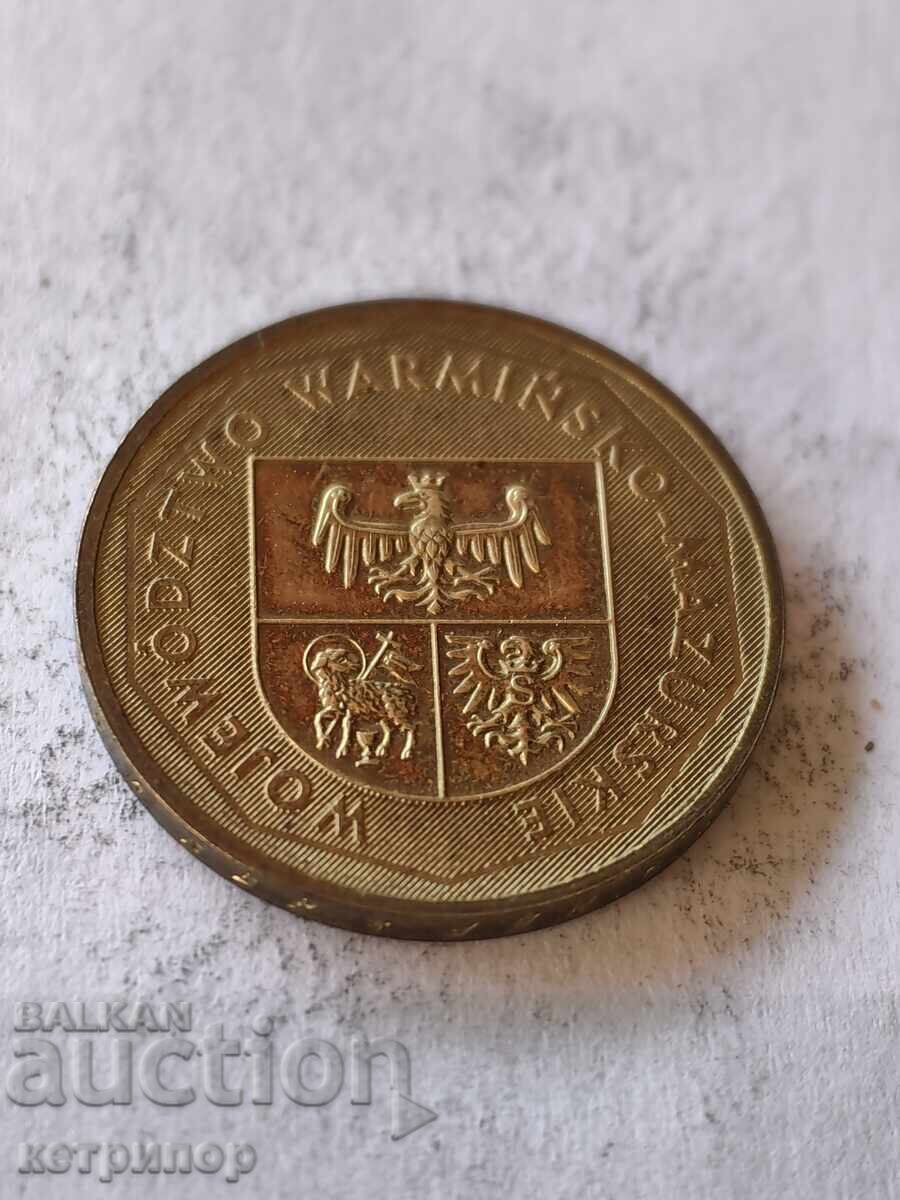 WOJEWÓDZTWO WARMIŃSKO-MAZURSKIE
S
BALKAN
auction
кетрипор